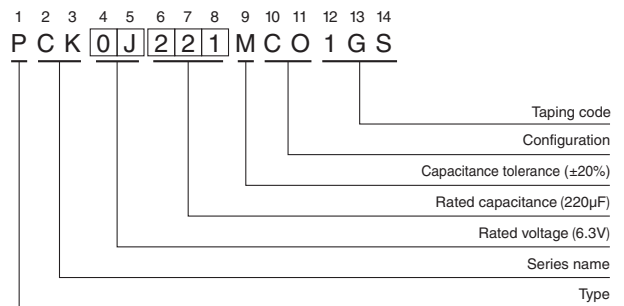 1 2 3 4 5 6 7 8 9 10 11 12 13 14
P C K 0 J 2 2 1 M C O 1 G S
Taping code
Configuration
Capacitance tolerance (±20%)
Rated capacitance (220µF)
Rated voltage (6.3V)
Series name
Type